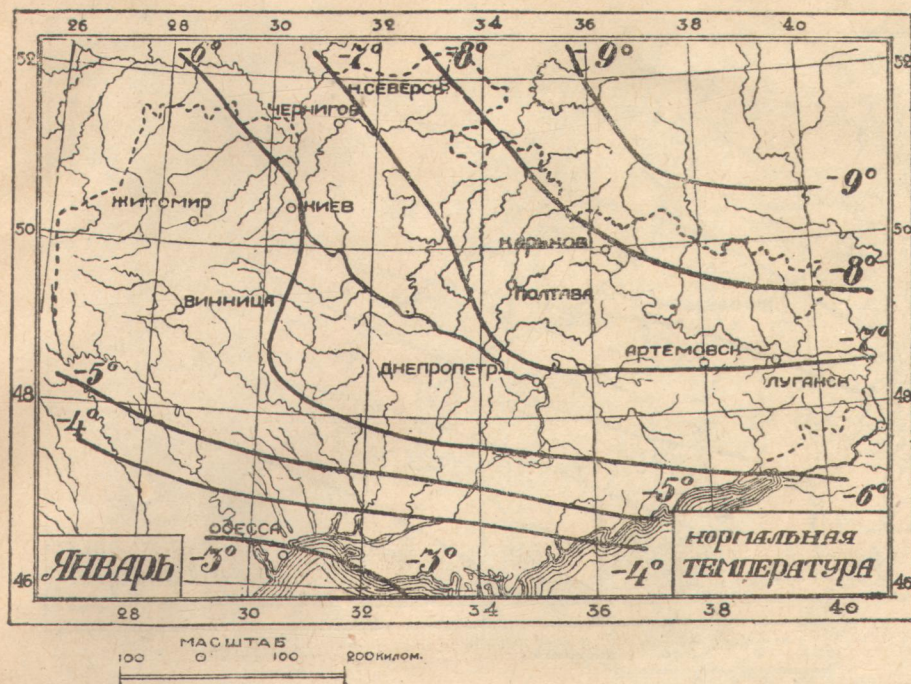 26 28 30 32 34 36 38 40
-6° -7° -8° -9°
52 52
Н.СЕВЕРСК
ЧЕРНИГОВ
-9°
ЖИТОМИР КИЕВ
50 50
ХАРЬКОВ
-8°
ПОЛТАВА
ВИННИЦА
-7°
АРТЕМОВСК
ДНЕПРОПЕТР.
ЛУГАНСК
-5°
48 48
-4°
-5° -6°
ОДЕССА
-3° -3° -4°
ЯНВАРЬ
НОРМАЛЬНАЯ
ТЕМПЕРАТУРА
46 46
28 30 32 34 36 38 40
МАСШТАБ
100 0 100 200 КИЛОМ.